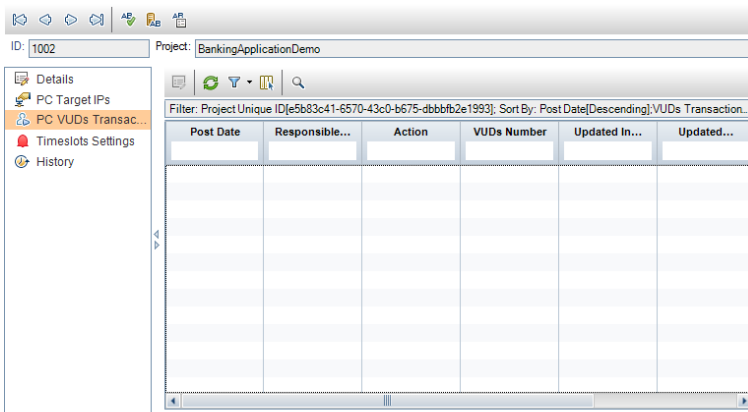 ID: 1002 Project: BankingApplicationDemo
Details
PC Target IPs
PC VUDs Transac...
Timeslots Settings
History
Filter: Project Unique ID[e5b83c41-6570-43c0-b675-dbbbfb2e1993]; Sort By: Post Date[Descending];VUDs Transaction...
Post Date Responsible... Action VUDs Number Updated In... Updated...